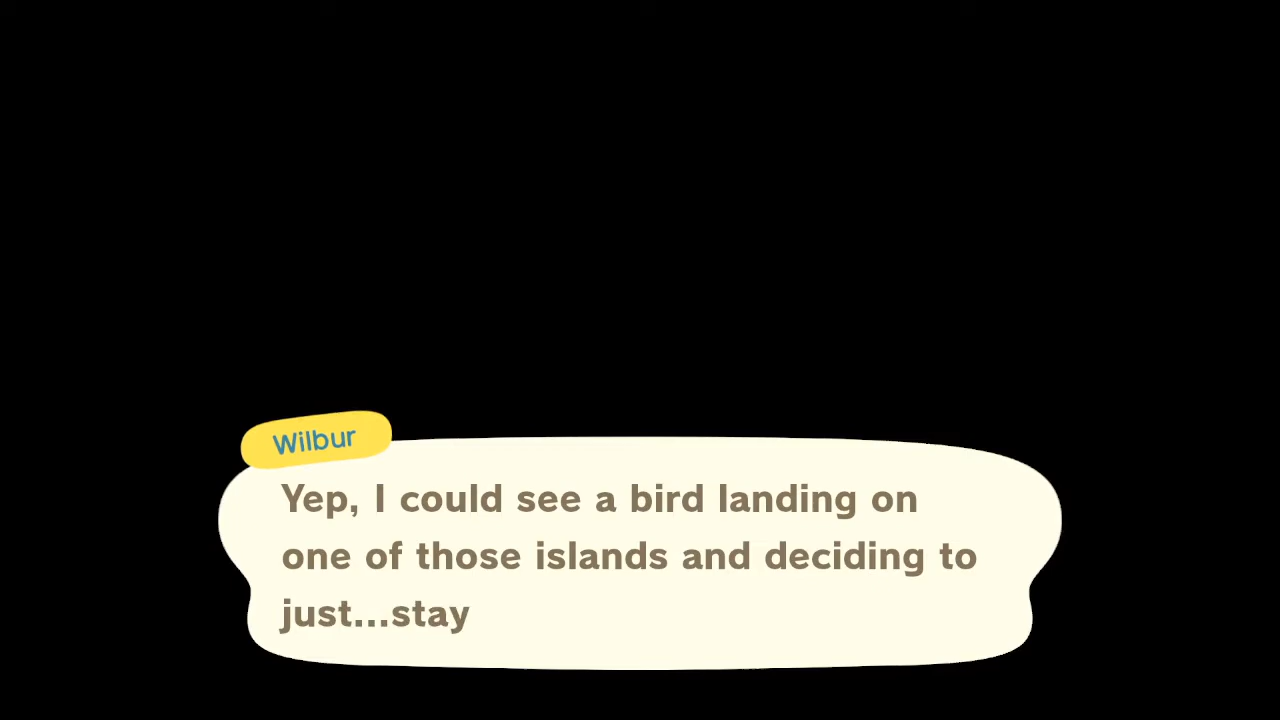 Wilbur
Yep, I could see a bird landing on
one of those islands and deciding to
just...stay